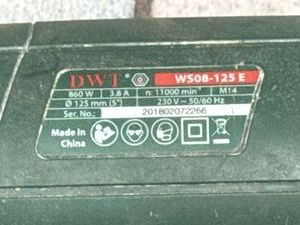 DWT WS08-125 E
860 W 3.8 A n: 11000 min⁻¹ M14
Ø 125 mm (5") 230 V ~ 50/60 Hz
Ser. No.: 201802072266
Made in
China